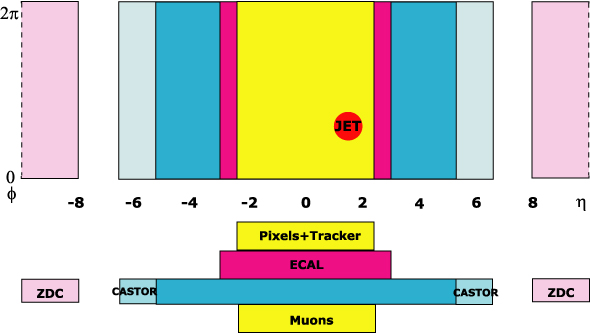 2π
JET
0
ϕ
-8
-6
-4
-2
0
2
4
6
8
η
Pixels+Tracker
ECAL
ZDC
CASTOR
CASTOR
ZDC
Muons